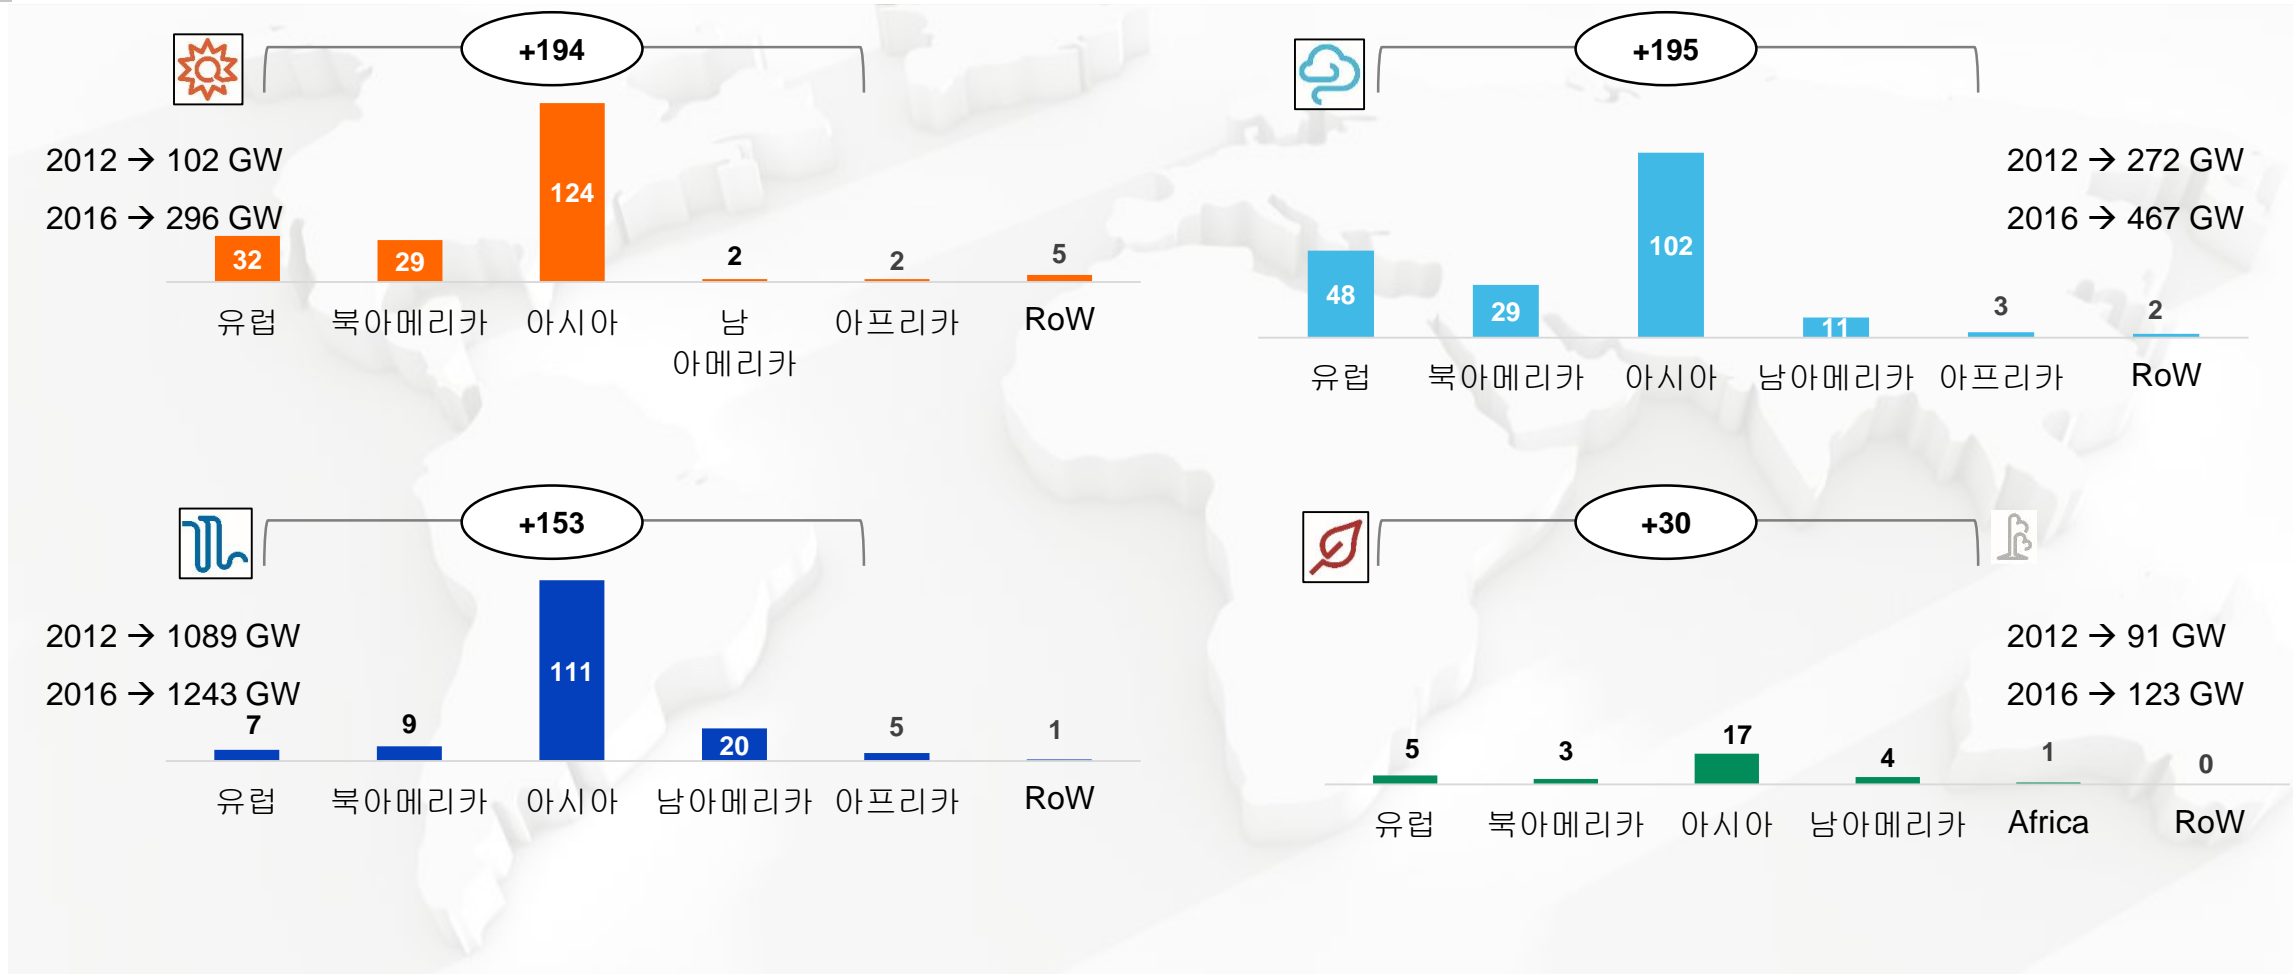 +194
2012 → 102 GW
2016 → 296 GW
32
29
124
2
2
5
유럽
북아메리카
아시아
남
아메리카
아프리카
RoW
+195
2012 → 272 GW
2016 → 467 GW
48
29
102
11
3
2
유럽
북아메리카
아시아
남아메리카
아프리카
RoW
+153
2012 → 1089 GW
2016 → 1243 GW
7
9
111
20
5
1
유럽
북아메리카
아시아
남아메리카
아프리카
RoW
+30
2012 → 91 GW
2016 → 123 GW
5
3
17
4
1
0
유럽
북아메리카
아시아
남아메리카
Africa
RoW